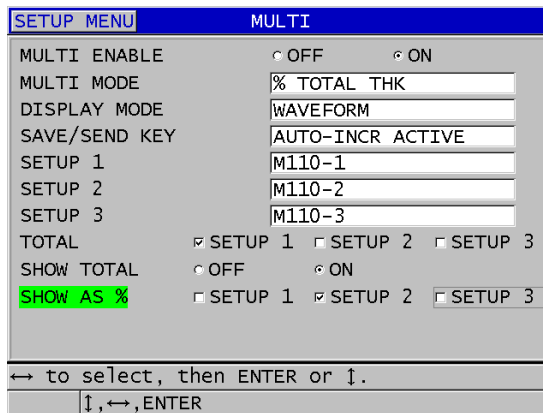 SETUP MENU MULTI
MULTI ENABLE OFF ON
MULTI MODE % TOTAL THK
DISPLAY MODE WAVEFORM
SAVE/SEND KEY AUTO-INCR ACTIVE
SETUP 1 M110-1
SETUP 2 M110-2
SETUP 3 M110-3
TOTAL SETUP 1 SETUP 2 SETUP 3
SHOW TOTAL OFF ON
SHOW AS % SETUP 1 SETUP 2 SETUP 3
↔ to select, then ENTER or ↕.
↕,↔,ENTER